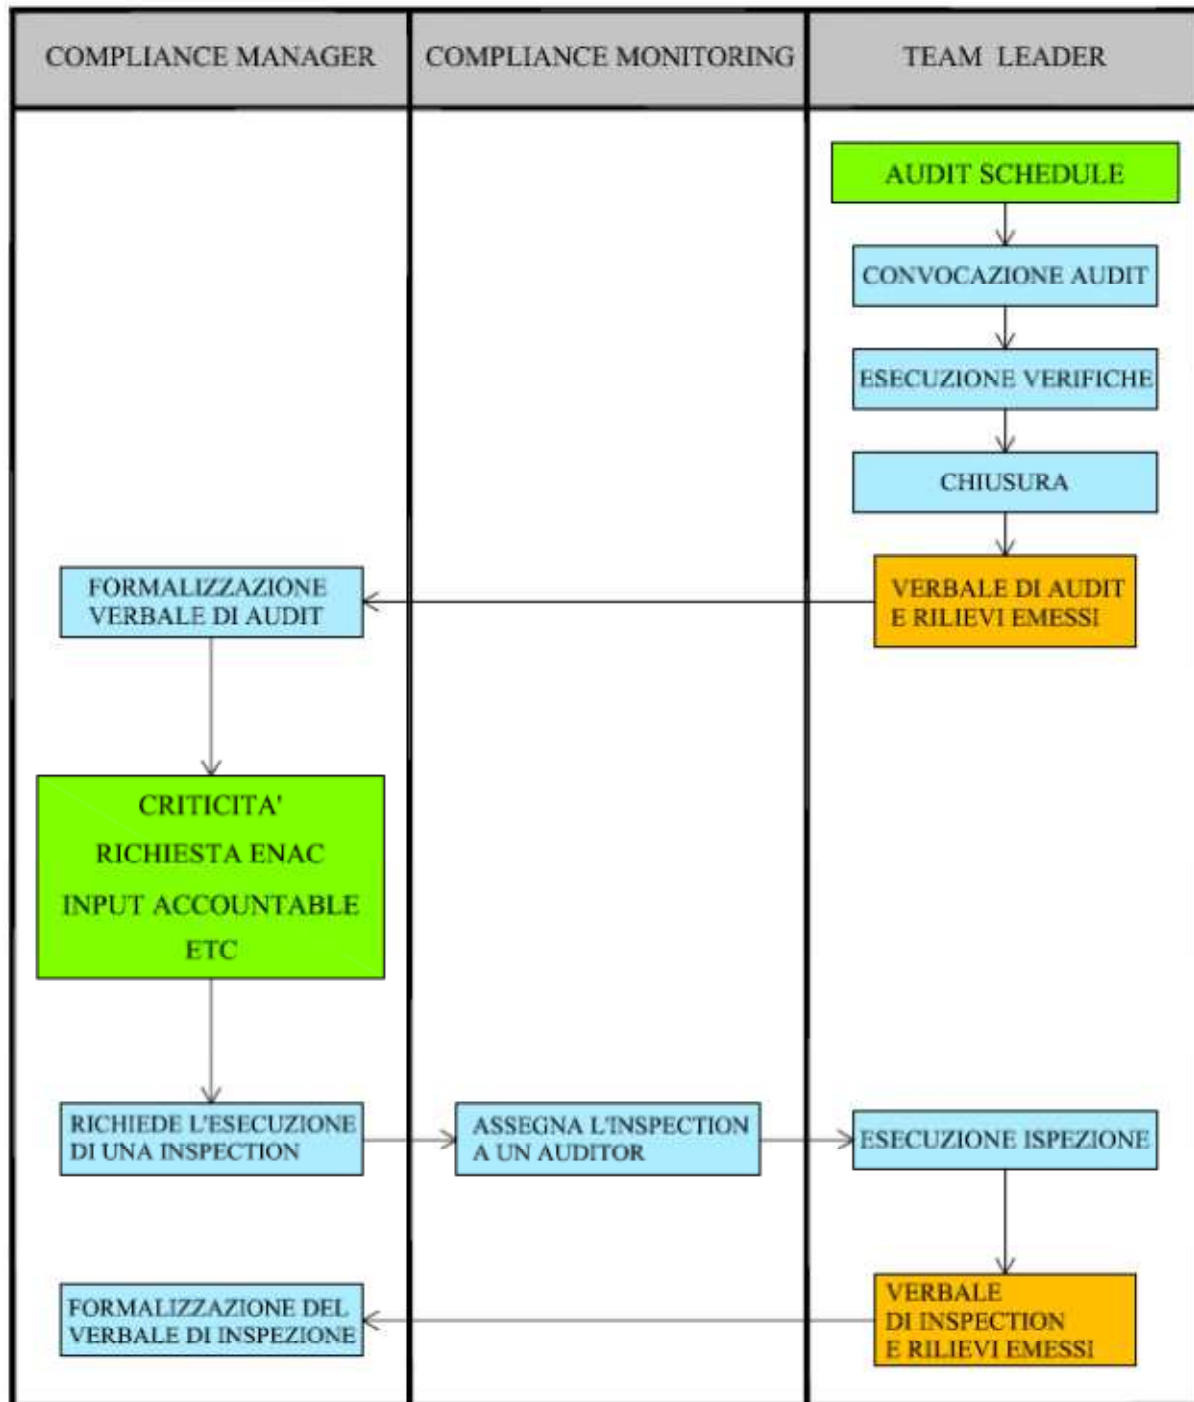 COMPLIANCE MANAGER
COMPLIANCE MONITORING
TEAM LEADER
AUDIT SCHEDULE
CONVOCAZIONE AUDIT
ESECUZIONE VERIFICHE
CHIUSURA
VERBALE DI AUDIT
E RILIEVI EMESSI
FORMALIZZAZIONE
VERBALE DI AUDIT
CRITICITA'
RICHIESTA ENAC
INPUT ACCOUNTABLE
ETC
RICHIEDE L'ESECUZIONE
DI UNA INSPECTION
ASSEGNA L'INSPECTION
A UN AUDITOR
ESECUZIONE ISPEZIONE
VERBALE
DI INSPECTION
E RILIEVI EMESSI
FORMALIZZAZIONE DEL
VERBALE DI INSPEZIONE